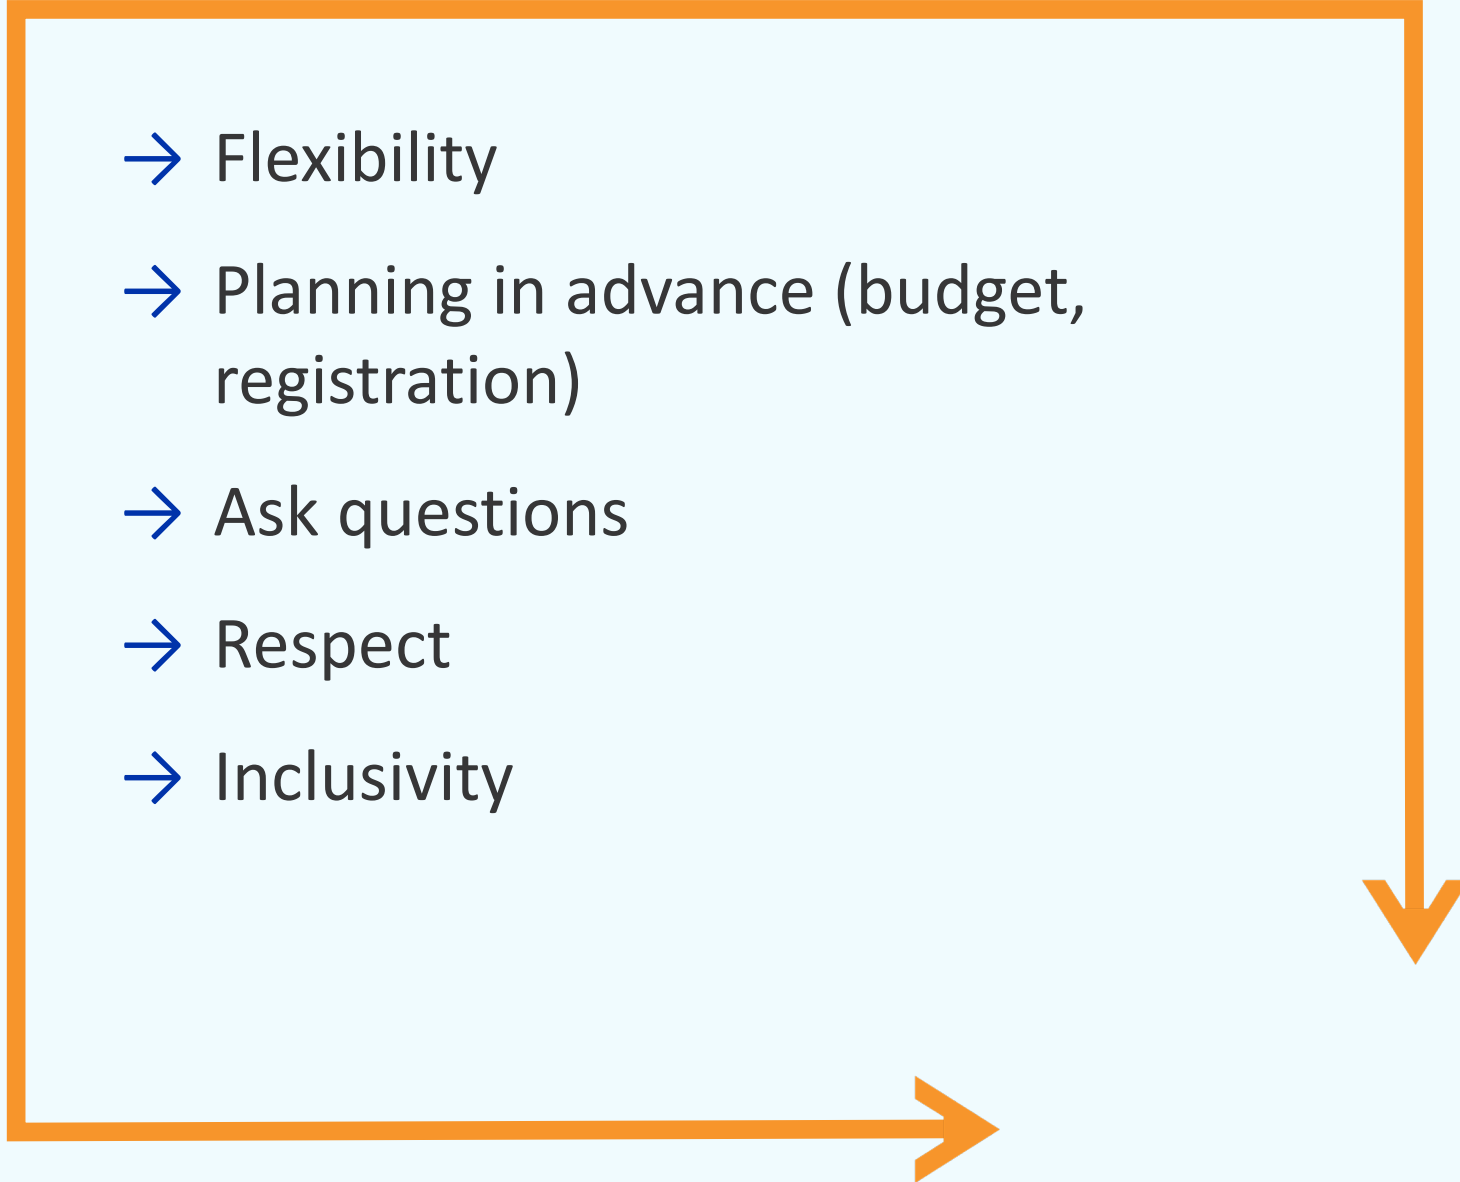 Flexibility
Planning in advance (budget,
registration)
Ask questions
Respect
Inclusivity